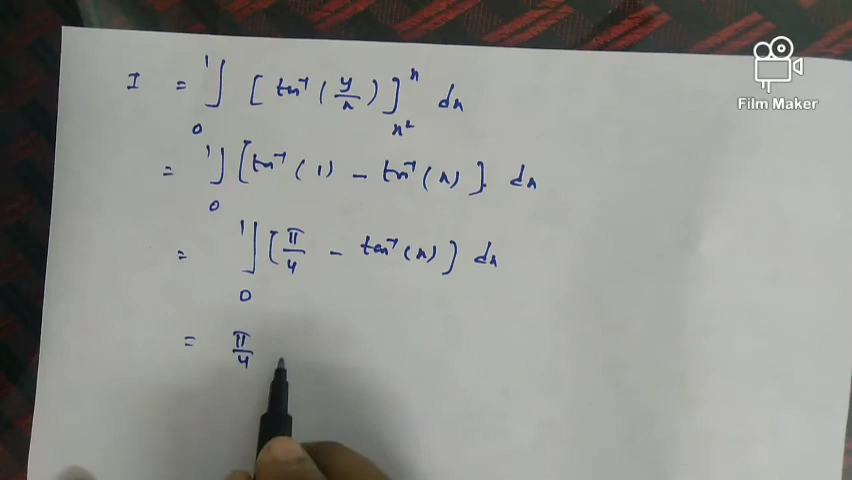 I = ∫₀¹ [ tan⁻¹ ( y/x ) ]ₓ²ˣ dx
= ∫₀¹ [ tan⁻¹ ( 1 ) - tan⁻¹ ( x ) ] dx
= ∫₀¹ [ π/4 - tan⁻¹ ( x ) ] dx
= π/4
Film Maker